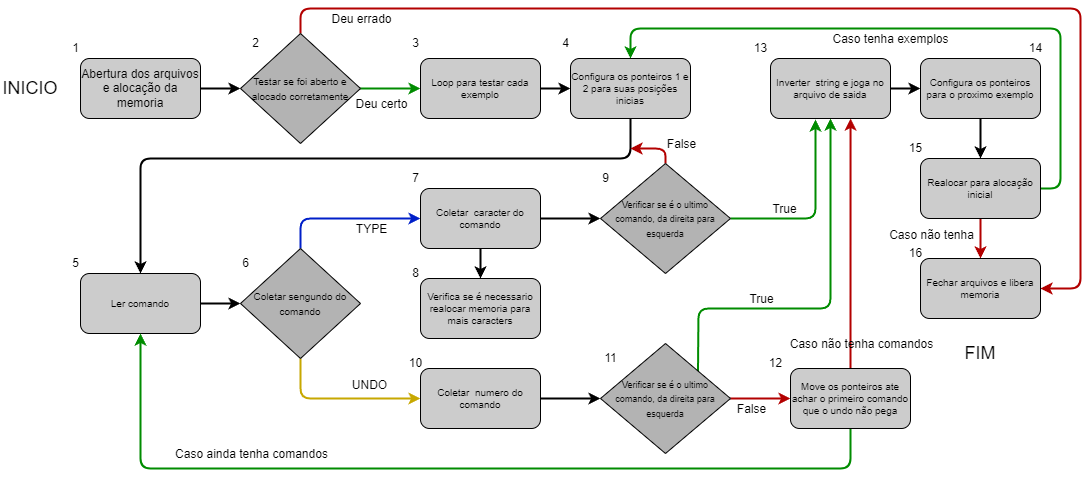 INICIO
1
Abertura dos arquivos
e alocação da
memoria
2
Testar se foi aberto e
alocado corretamente
Deu errado
Deu certo
3
Loop para testar cada
exemplo
4
Configura os ponteiros 1 e
2 para suas posições
inicias
5
Ler comando
6
Coletar sengundo do
comando
TYPE
UNDO
7
Coletar caracter do
comando
8
Verifica se é necessario
realocar memoria para
mais caracters
9
Verificar se é o ultimo
comando, da direita para
esquerda
False
True
10
Coletar numero do
comando
11
Verificar se é o ultimo
comando, da direita para
esquerda
True
False
12
Move os ponteiros ate
achar o primeiro comando
que o undo não pega
Caso não tenha comandos
Caso ainda tenha comandos
13
Inverter string e joga no
arquivo de saida
14
Configura os ponteiros
para o proximo exemplo
15
Realocar para alocação
inicial
Caso tenha exemplos
Caso não tenha
16
Fechar arquivos e libera
memoria
FIM